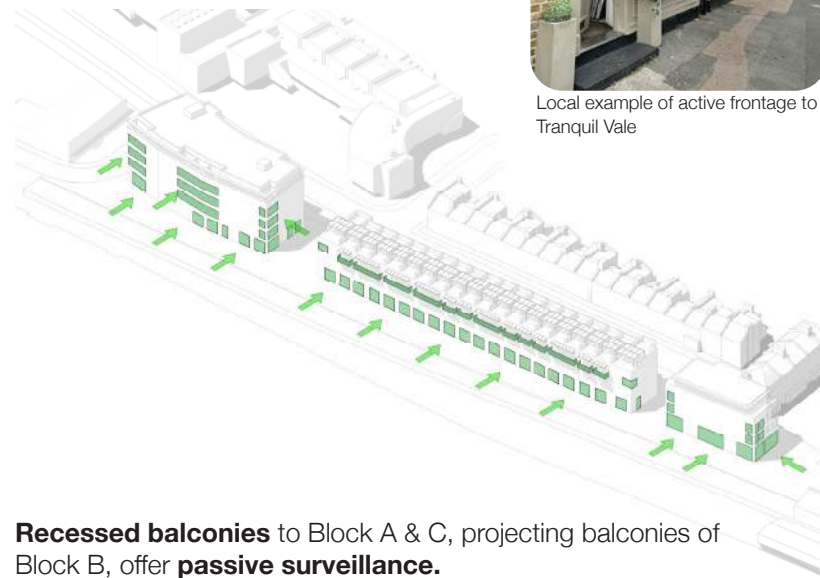 Local example of active frontage to
Tranquil Vale
Recessed balconies to Block A & C, projecting balconies of
Block B, offer passive surveillance.